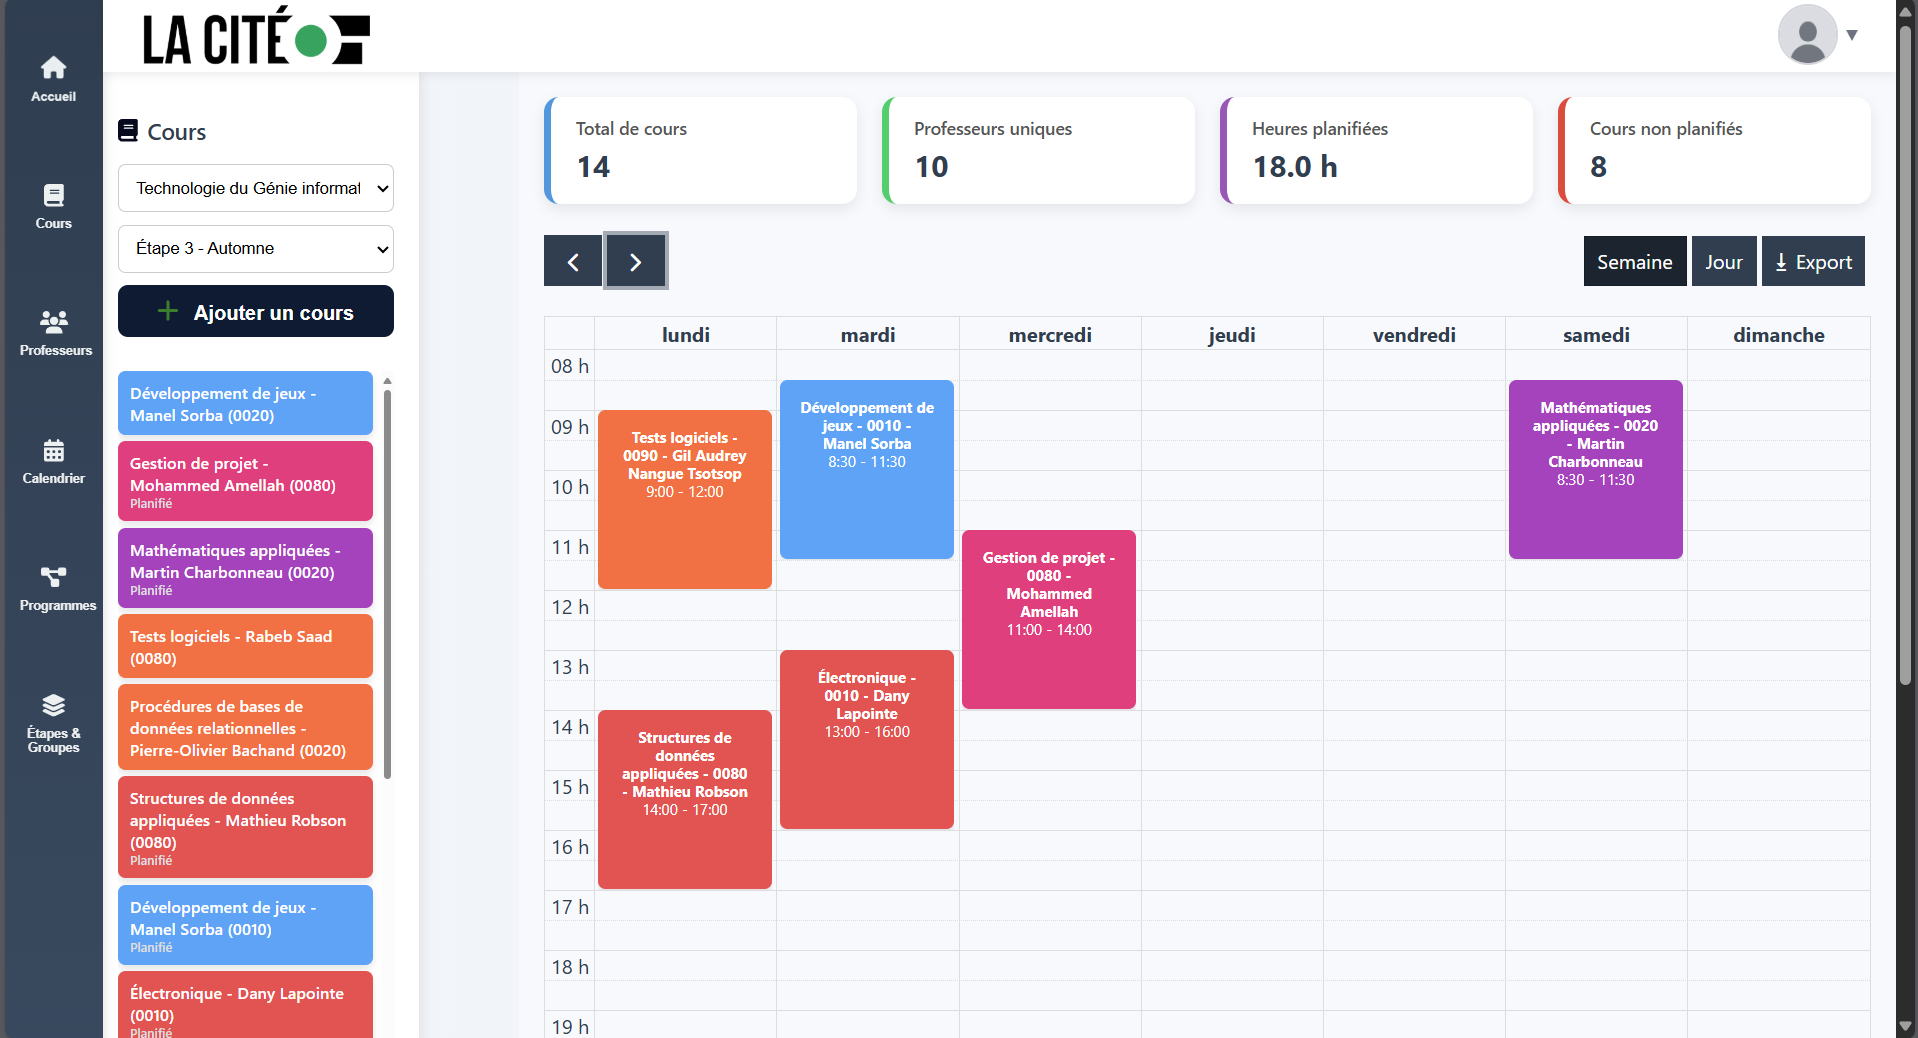 LA CITÉ
Accueil
Cours
Professeurs
Calendrier
Programmes
Étapes &
Groupes
Cours
Technologie du Génie informat
Étape 3 - Automne
Ajouter un cours
Développement de jeux -
Manel Sorba (0020)
Gestion de projet -
Mohammed Amellah (0080)
Planifié
Mathématiques appliquées -
Martin Charbonneau (0020)
Planifié
Tests logiciels - Rabeb Saad
(0080)
Procédures de bases de
données relationnelles -
Pierre-Olivier Bachand (0020)
Structures de données
appliquées - Mathieu Robson
(0080)
Planifié
Développement de jeux -
Manel Sorba (0010)
Planifié
Électronique - Dany Lapointe
(0010)
Planifié
Total de cours
14
Professeurs uniques
10
Heures planifiées
18.0 h
Cours non planifiés
8
Semaine
Jour
Export
lundi
mardi
mercredi
jeudi
vendredi
samedi
dimanche
08 h
09 h
10 h
11 h
12 h
13 h
14 h
15 h
16 h
17 h
18 h
19 h
Tests logiciels -
0090 - Gil Audrey
Nangue Tsotsop
9:00 - 12:00
Structures de
données
appliquées - 0080
- Mathieu Robson
14:00 - 17:00
Développement de
jeux - 0010 -
Manel Sorba
8:30 - 11:30
Électronique -
0010 - Dany
Lapointe
13:00 - 16:00
Gestion de projet -
0080 -
Mohammed
Amellah
11:00 - 14:00
Mathématiques
appliquées - 0020
- Martin
Charbonneau
8:30 - 11:30